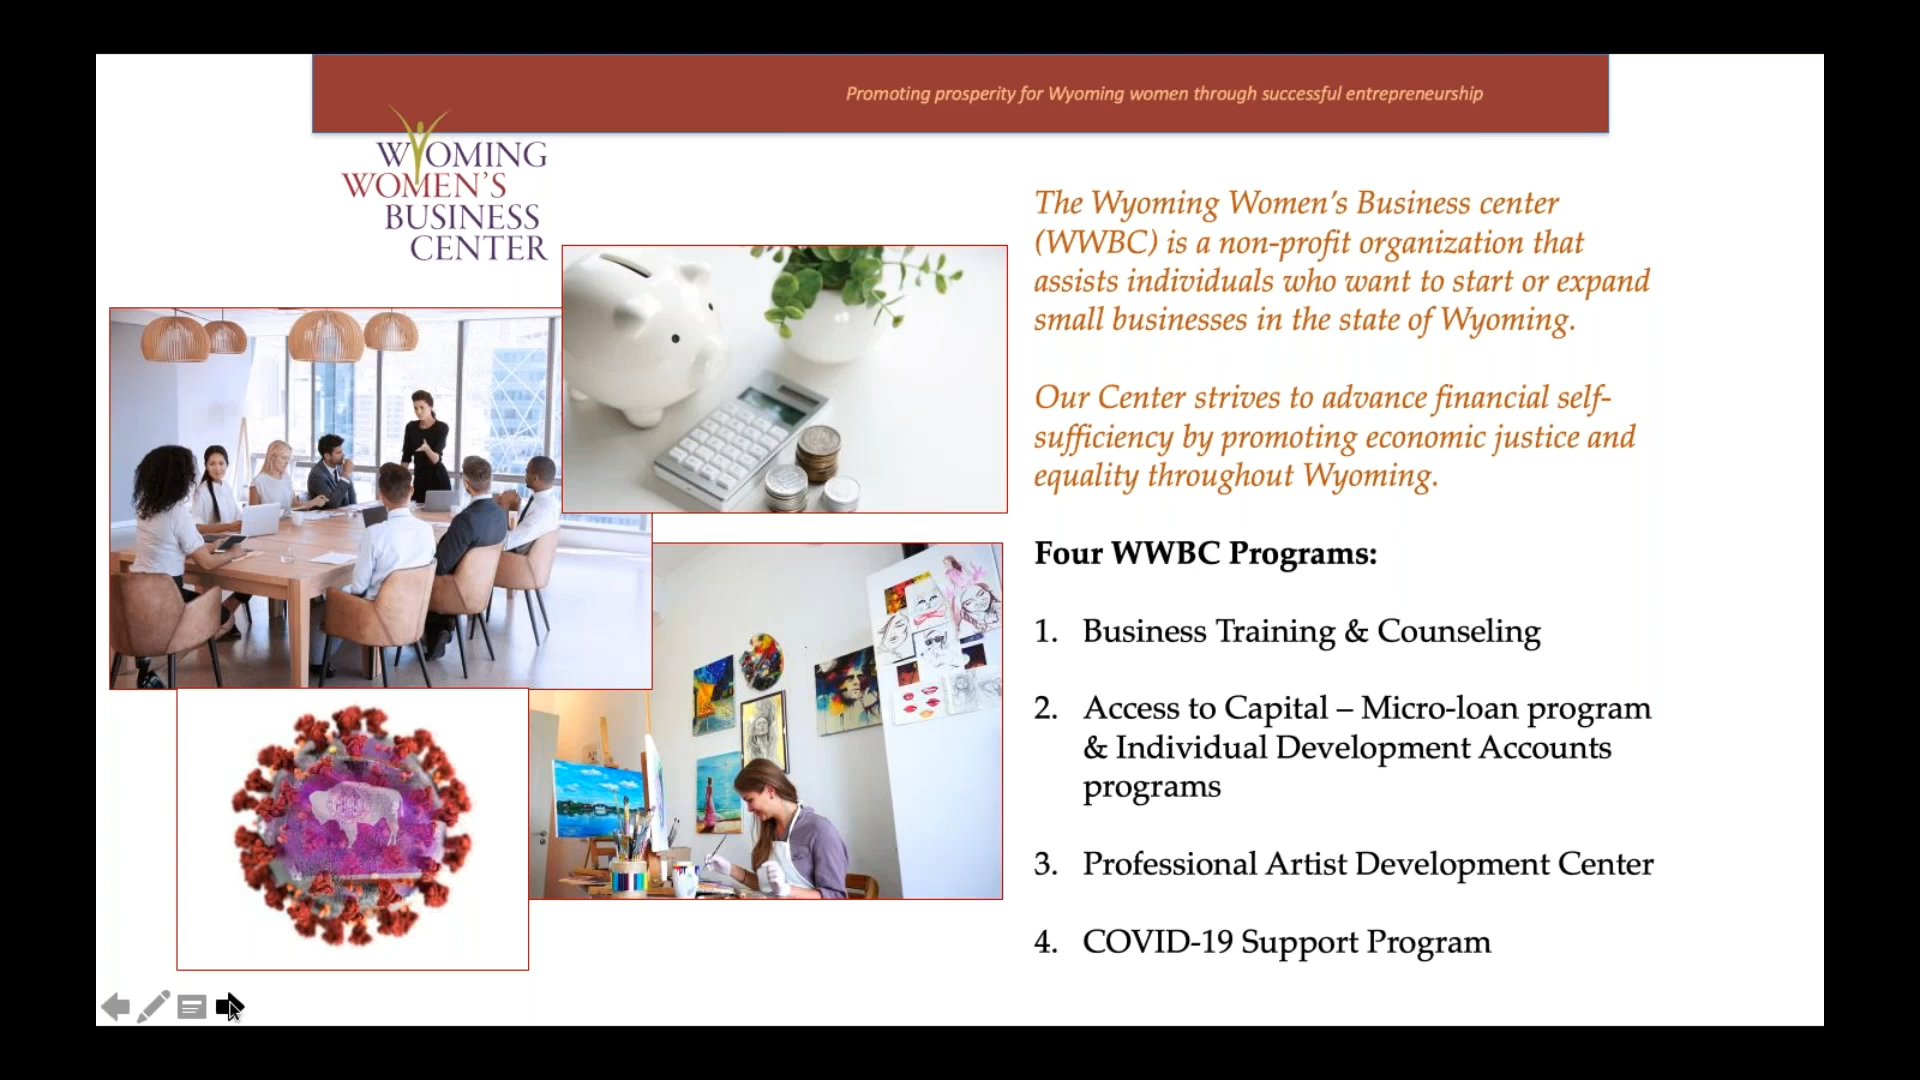 Promoting prosperity for Wyoming women through successful entrepreneurship
WYOMING
WOMEN'S
BUSINESS
CENTER
The Wyoming Women's Business center
(WWBC) is a non-profit organization that
assists individuals who want to start or expand
small businesses in the state of Wyoming.
Our Center strives to advance financial self-
sufficiency by promoting economic justice and
equality throughout Wyoming.
Four WWBC Programs:
1. Business Training & Counseling
2. Access to Capital – Micro-loan program
& Individual Development Accounts
programs
3. Professional Artist Development Center
4. COVID-19 Support Program